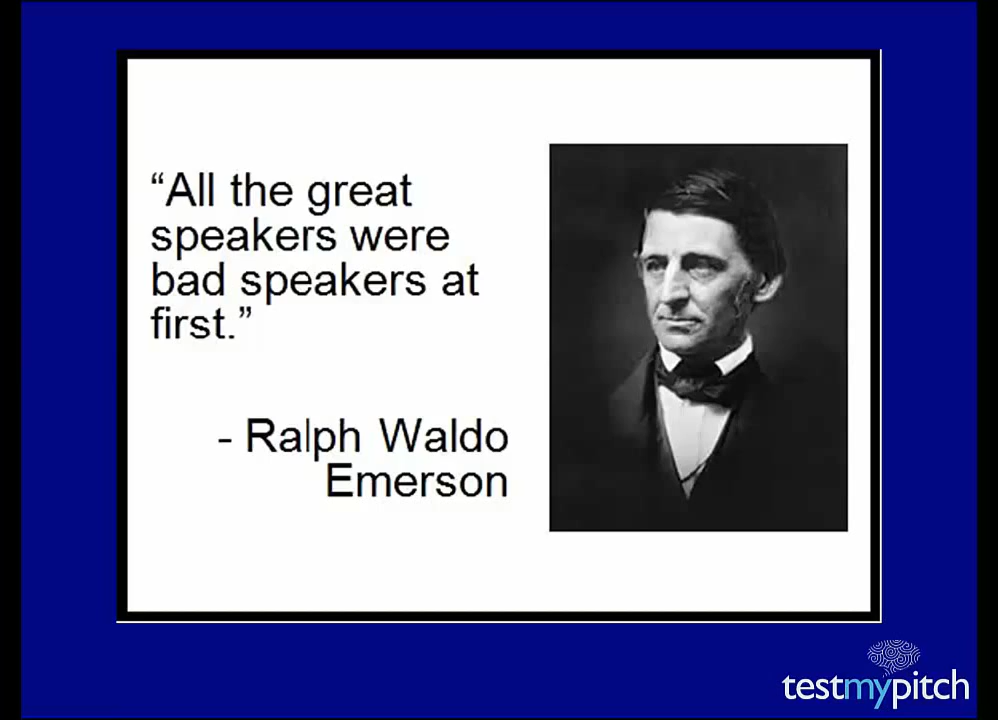 “All the great
speakers were
bad speakers at
first.”
- Ralph Waldo
Emerson
testmypitch